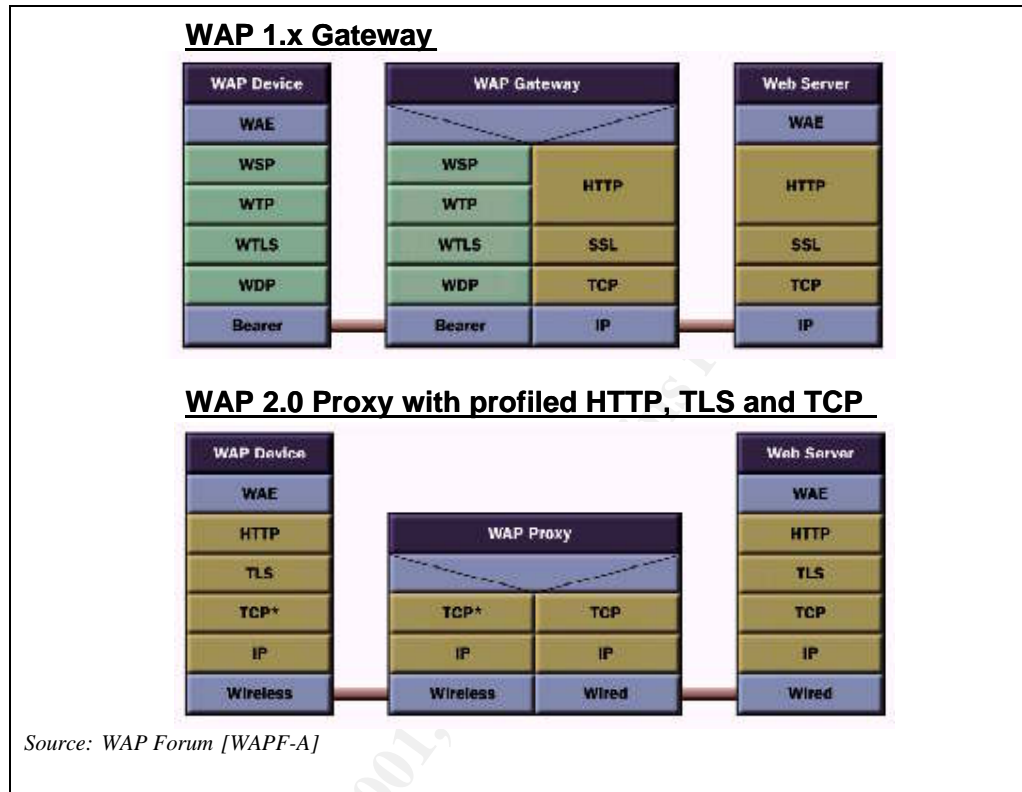 WAP 1.x Gateway
WAP Device WAP Gateway Web Server
WAE WAE
WSP WSP HTTP HTTP
WTP WTP
WTLS WTLS SSL SSL
WDP WDP TCP TCP
Bearer Bearer IP IP
WAP 2.0 Proxy with profiled HTTP, TLS and TCP
WAP Device Web Server
WAE WAE
HTTP WAP Proxy HTTP
TLS TLS
TCP* TCP* TCP TCP
IP IP IP IP
Wireless Wireless Wired Wired
Source: WAP Forum [WAPF-A]